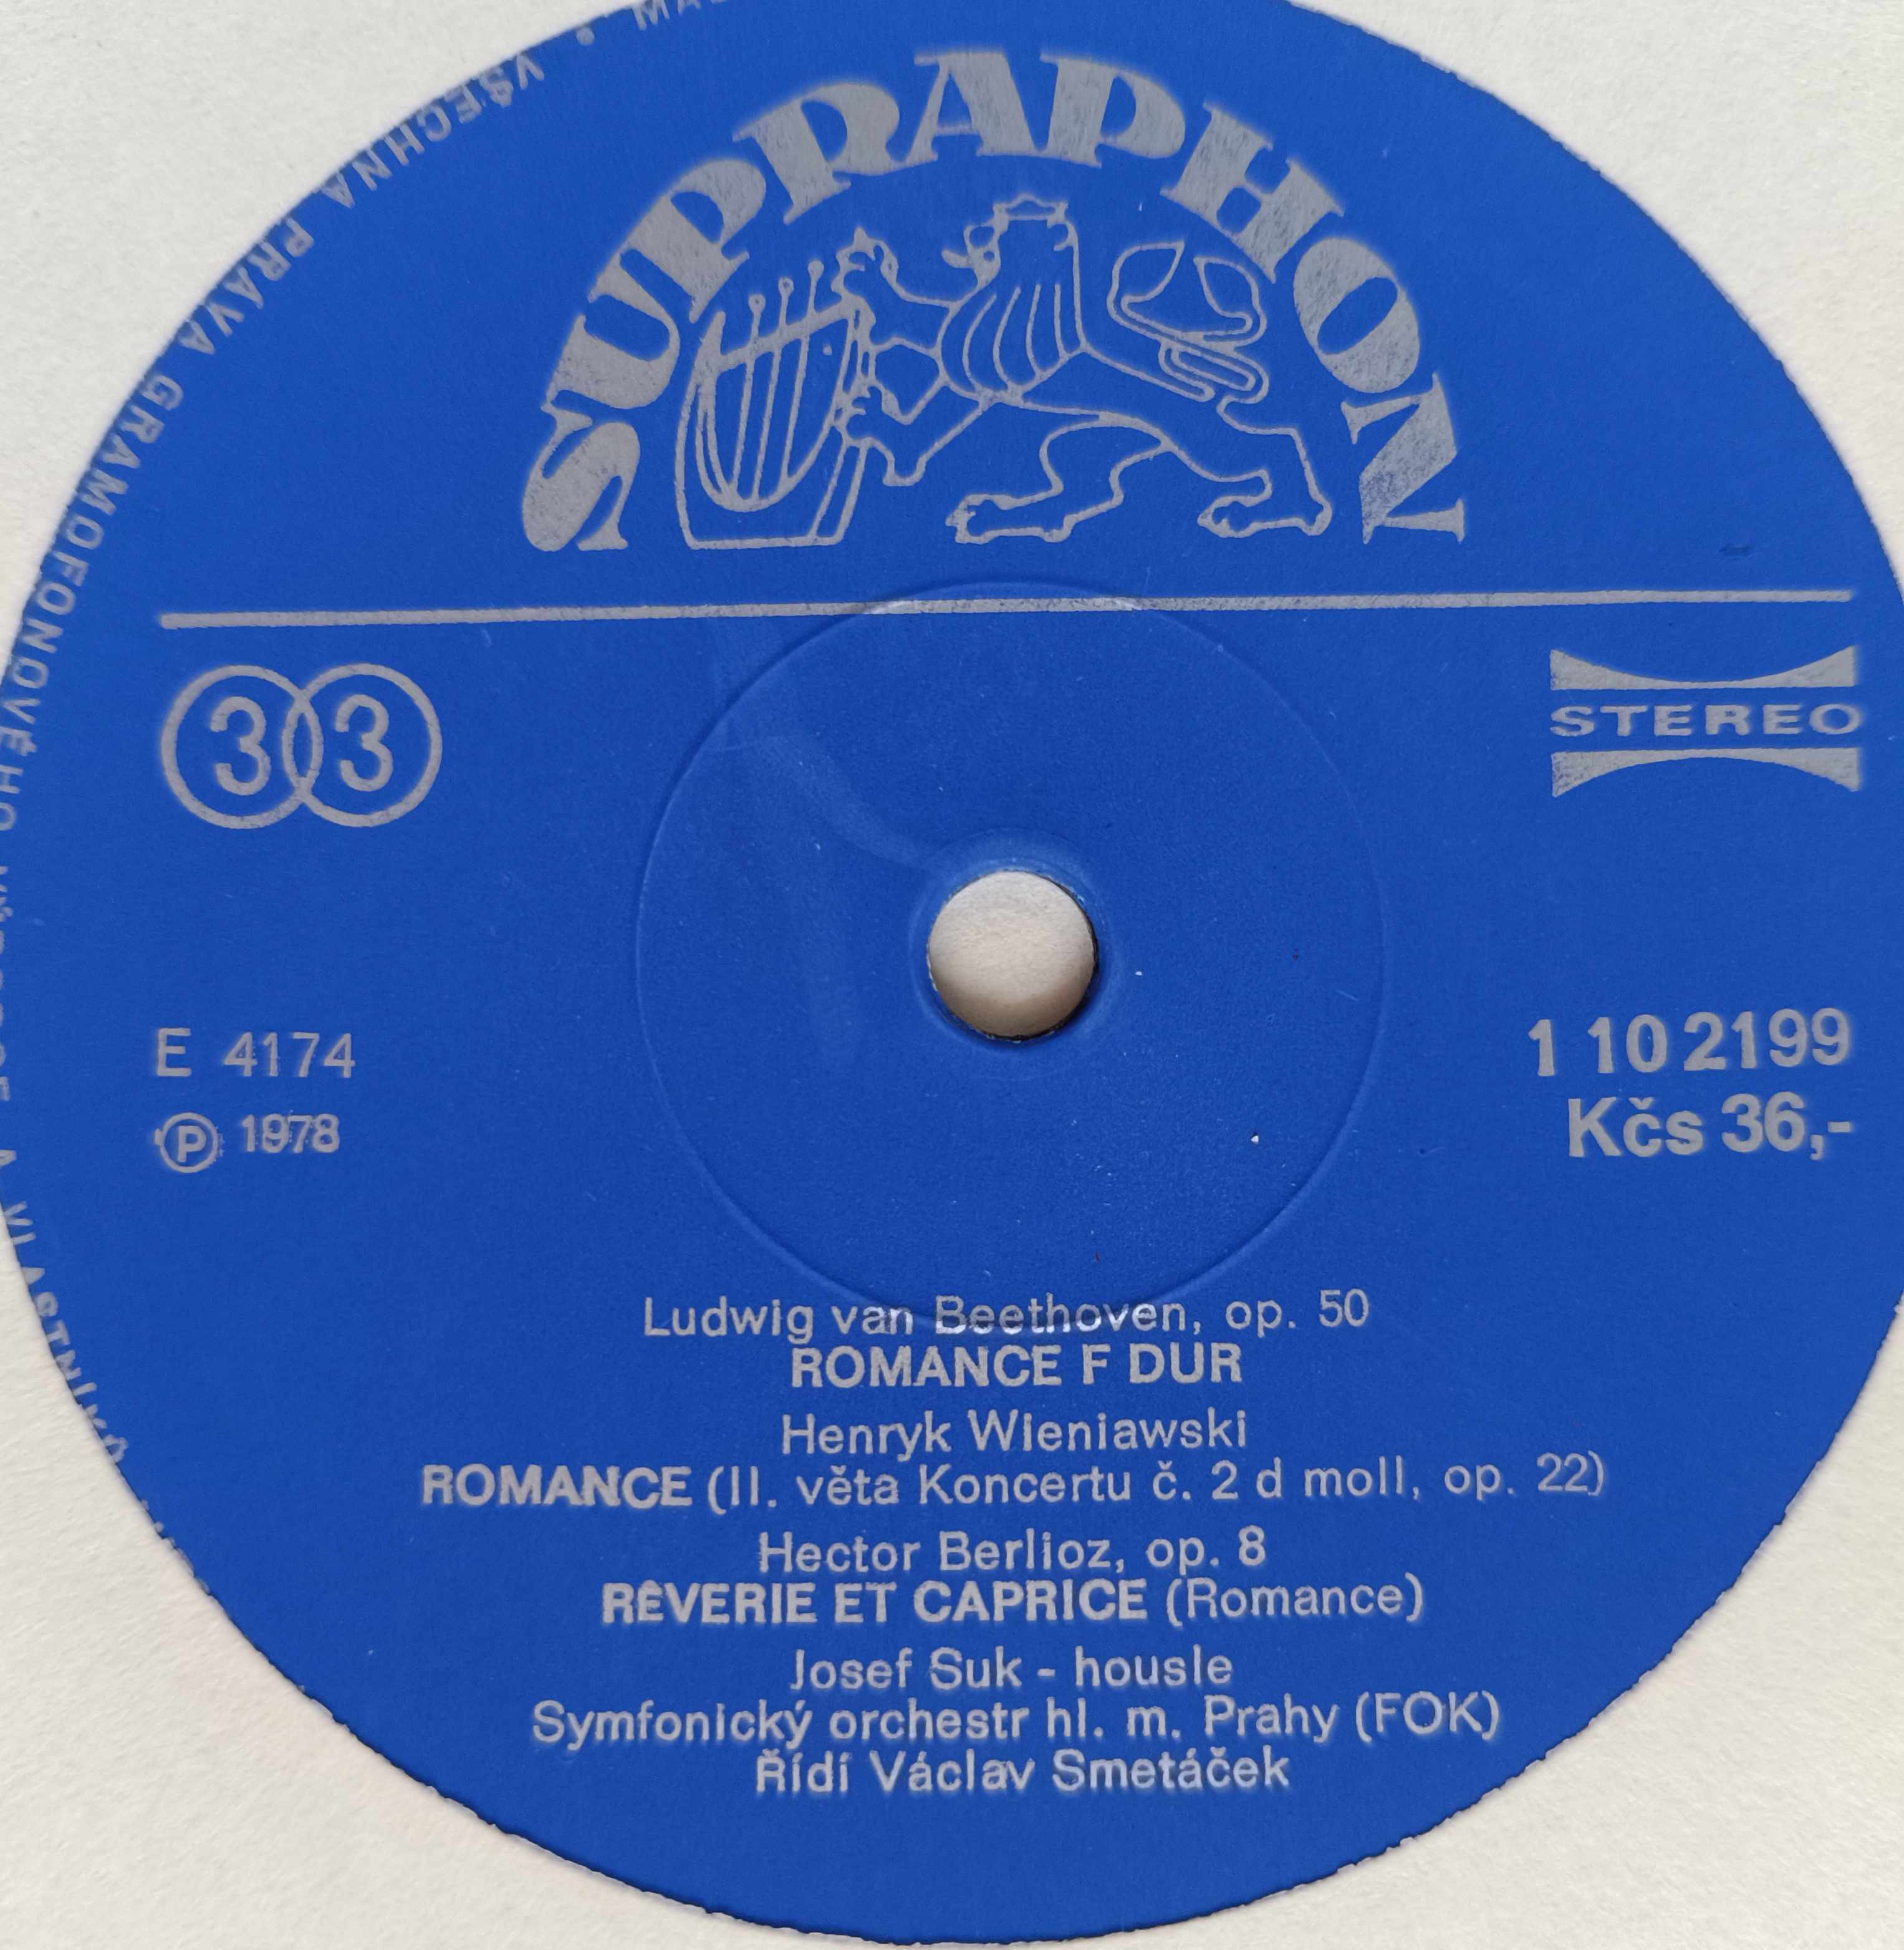 VŠECHNA PRÁVA GRAMOFONOVÉHO
SUPRAPHON
33
STEREO
E 4174
℗ 1978
1 10 2199
Kčs 36,-
Ludwig van Beethoven, op. 50
ROMANCE F DUR
Henryk Wieniawski
ROMANCE (II. věta Koncertu č. 2 d moll, op. 22)
Hector Berlioz, op. 8
RÊVERIE ET CAPRICE (Romance)
Josef Suk - housle
Symfonický orchestr hl. m. Prahy (FOK)
Řídí Václav Smetáček